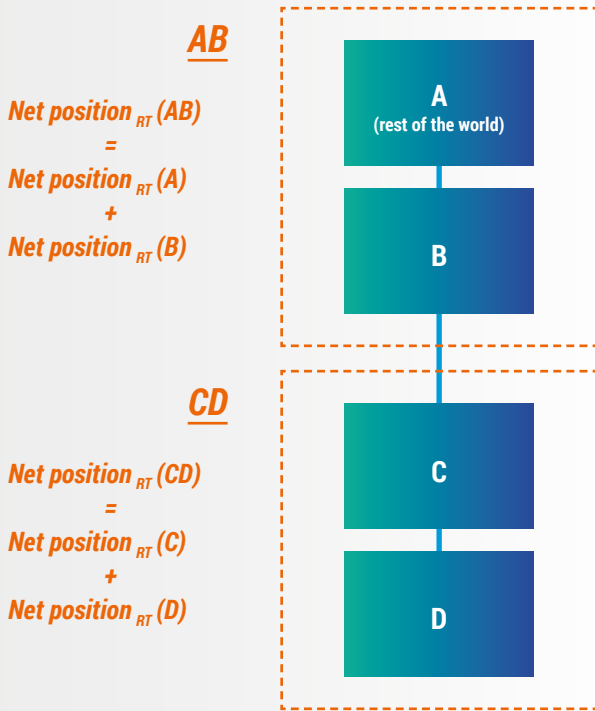 AB
Net position RT (AB)
=
Net position RT (A)
+
Net position RT (B)
A
(rest of the world)
B
CD
Net position RT (CD)
=
Net position RT (C)
+
Net position RT (D)
C
D